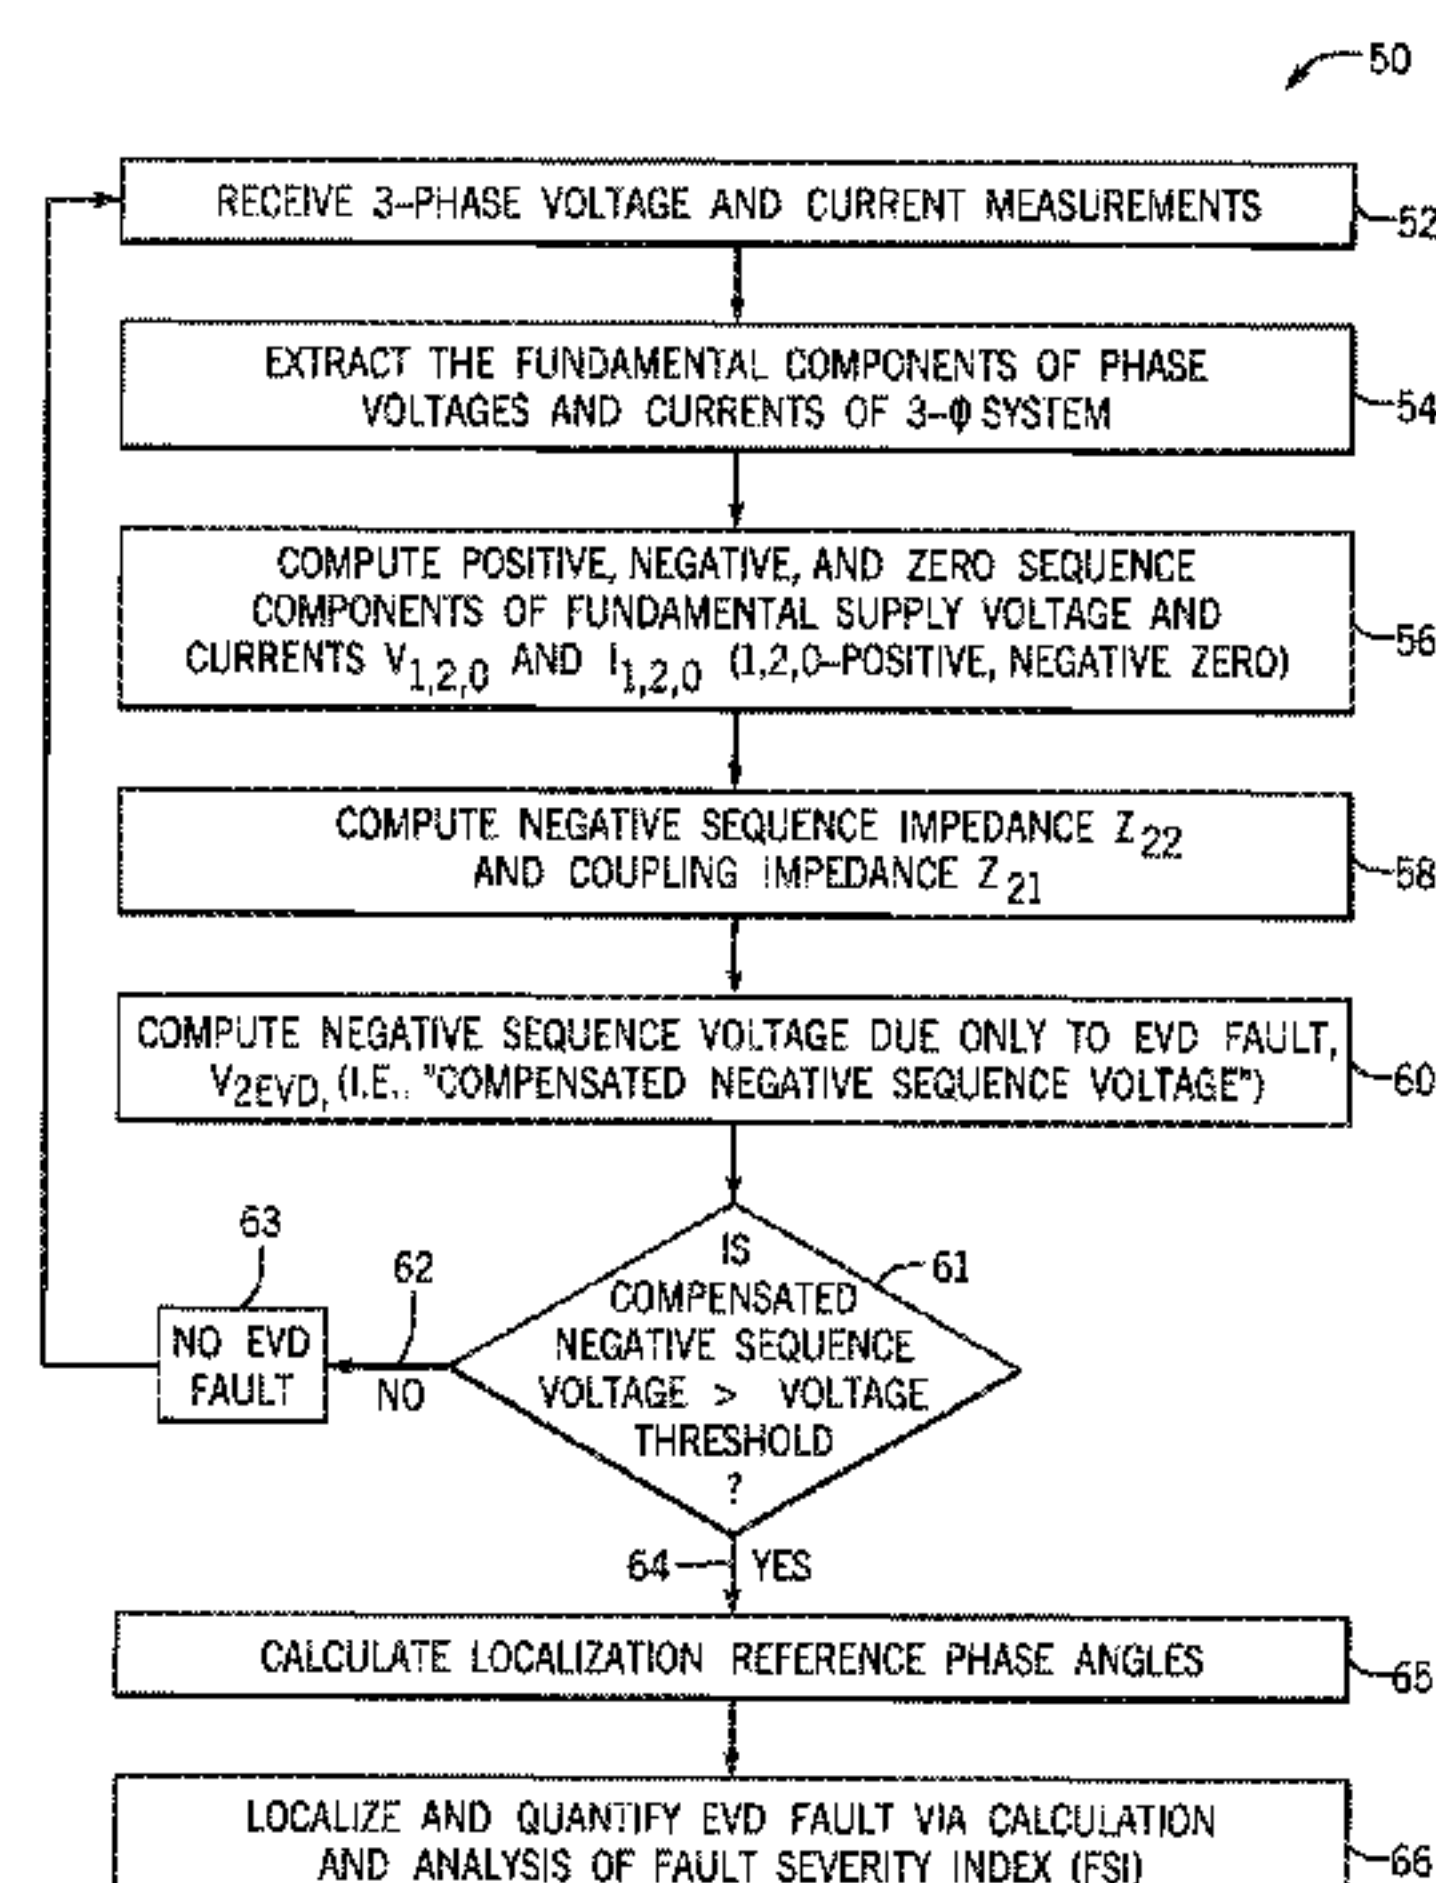 50
RECEIVE 3-PHASE VOLTAGE AND CURRENT MEASUREMENTS
52
EXTRACT THE FUNDAMENTAL COMPONENTS OF PHASE
VOLTAGES AND CURRENTS OF 3-φ SYSTEM
54
COMPUTE POSITIVE, NEGATIVE, AND ZERO SEQUENCE
COMPONENTS OF FUNDAMENTAL SUPPLY VOLTAGE AND
CURRENTS V1,2,0 AND I1,2,0 (1,2,0-POSITIVE, NEGATIVE ZERO)
56
COMPUTE NEGATIVE SEQUENCE IMPEDANCE Z22
AND COUPLING IMPEDANCE Z21
58
COMPUTE NEGATIVE SEQUENCE VOLTAGE DUE ONLY TO EVD FAULT,
V2EVD, (I.E., "COMPENSATED NEGATIVE SEQUENCE VOLTAGE")
60
IS
COMPENSATED
NEGATIVE SEQUENCE
VOLTAGE > VOLTAGE
THRESHOLD
?
61
62
NO
63
NO EVD
FAULT
64
YES
CALCULATE LOCALIZATION REFERENCE PHASE ANGLES
65
LOCALIZE AND QUANTIFY EVD FAULT VIA CALCULATION
AND ANALYSIS OF FAULT SEVERITY INDEX (FSI)
66